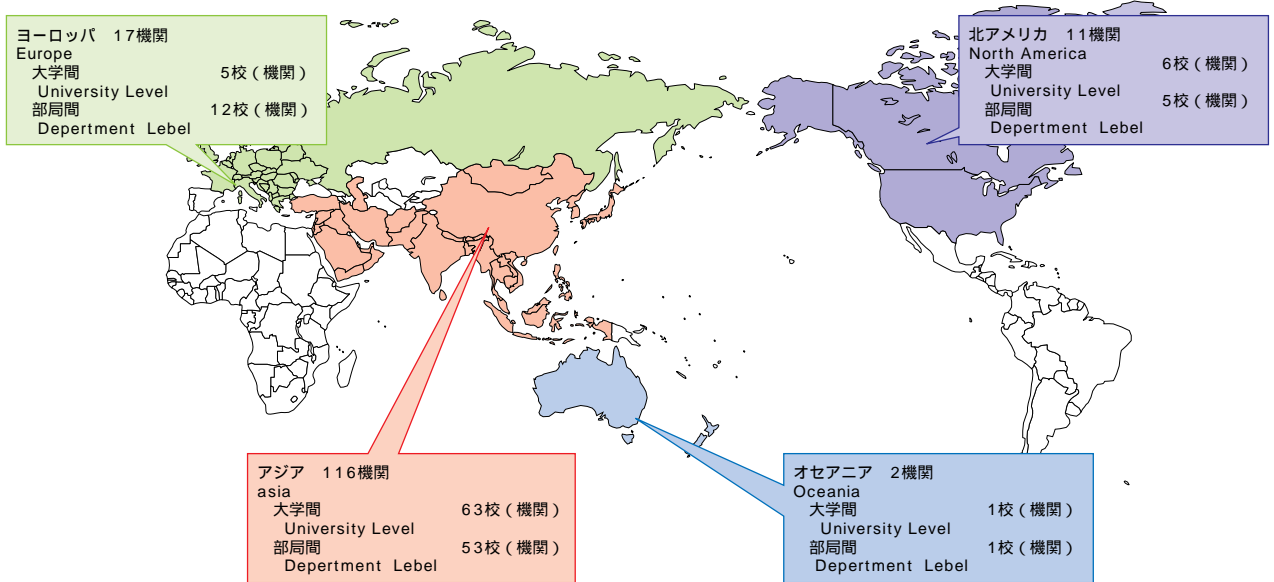 ヨーロッパ 17機関
Europe
大学間 5校（機関）
University Level
部局間 12校（機関）
Depertment Lebel
北アメリカ 11機関
North America
大学間 6校（機関）
University Level
部局間 5校（機関）
Depertment Lebel
アジア 116機関
asia
大学間 63校（機関）
University Level
部局間 53校（機関）
Depertment Lebel
オセアニア 2機関
Oceania
大学間 1校（機関）
University Level
部局間 1校（機関）
Depertment Lebel